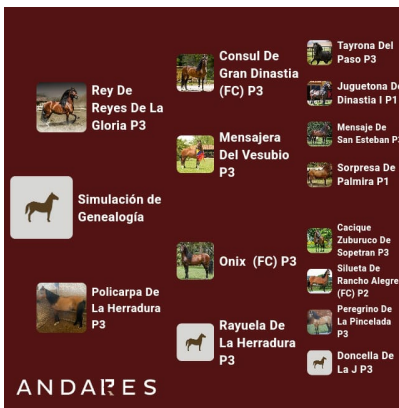 Rey De
Reyes De La
Gloria P3
Simulación de
Genealogía
Policarpa De
La Herradura
P3
Consul De
Gran Dinastia
(FC) P3
Mensajera
Del Vesubio
P3
Onix (FC) P3
Rayuela De
La Herradura
P3
Tayrona Del
Paso P3
Juguetona De
Dinastia I P1
Mensaje De
San Esteban P
Sorpresa De
Palmira P1
Cacique
Zuburuco De
Sopetran P3
Silueta De
Rancho Alegre
(FC) P2
Peregrino De
La Pincelada
P3
Doncella De
La J P3
ANDARES